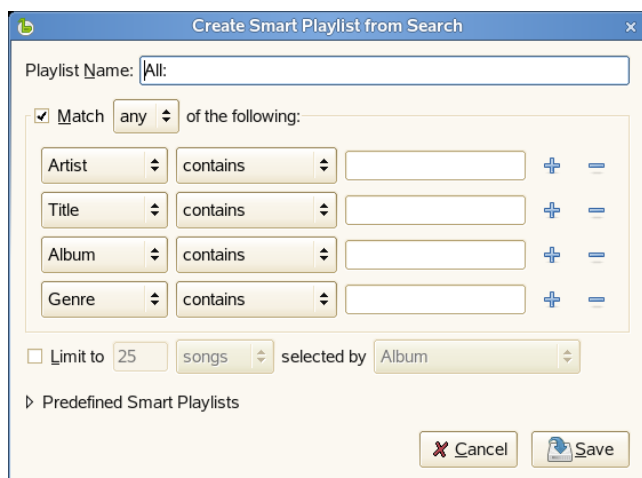 Create Smart Playlist from Search
Playlist Name: All:
Match any of the following:
Artist contains
Title contains
Album contains
Genre contains
Limit to 25 songs selected by Album
Predefined Smart Playlists
Cancel Save